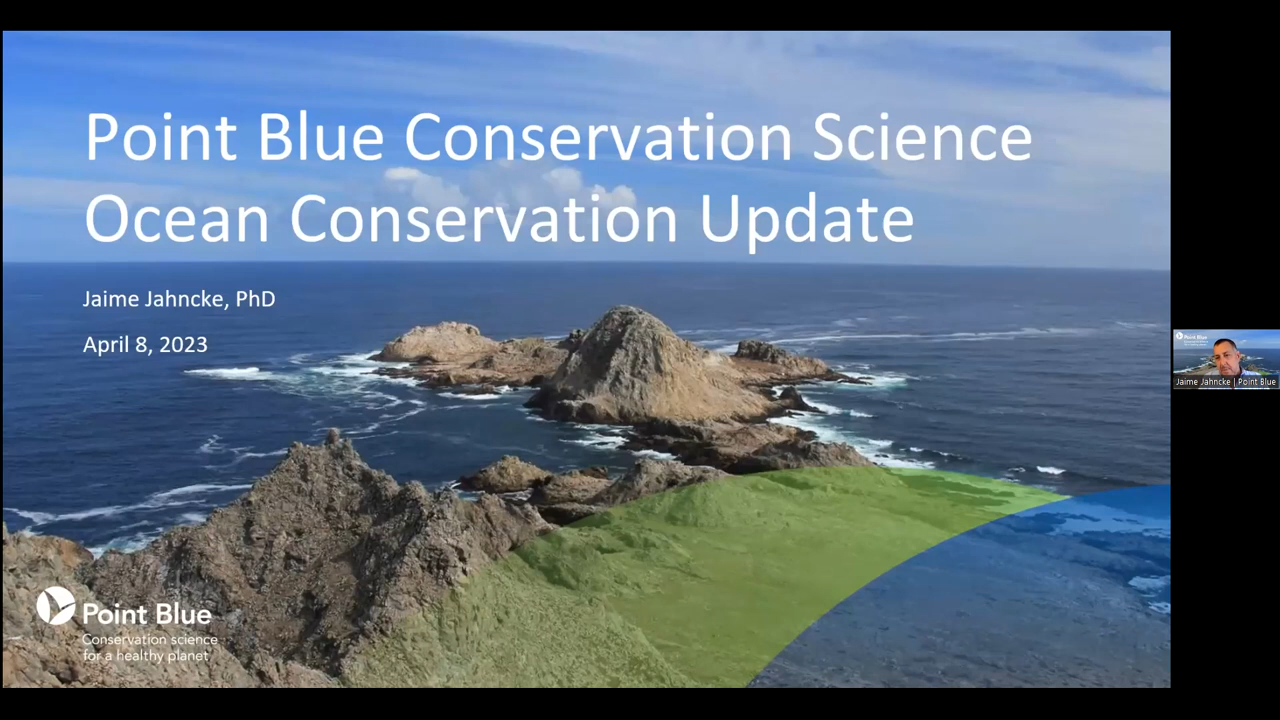 Point Blue Conservation Science
Ocean Conservation Update
Jaime Jahncke, PhD
April 8, 2023
Point Blue
Conservation science
for a healthy planet
Jaime Jahncke | Point Blue